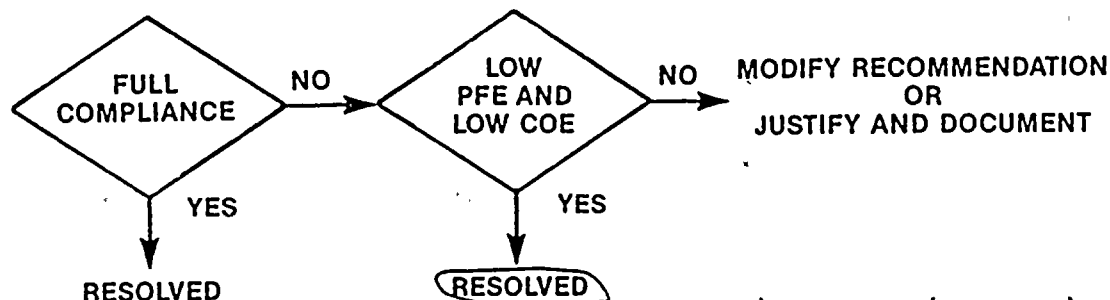 FULL
COMPLIANCE
NO
LOW
PFE AND
LOW COE
NO
MODIFY RECOMMENDATION
OR
JUSTIFY AND DOCUMENT
YES
YES
RESOLVED
RESOLVED